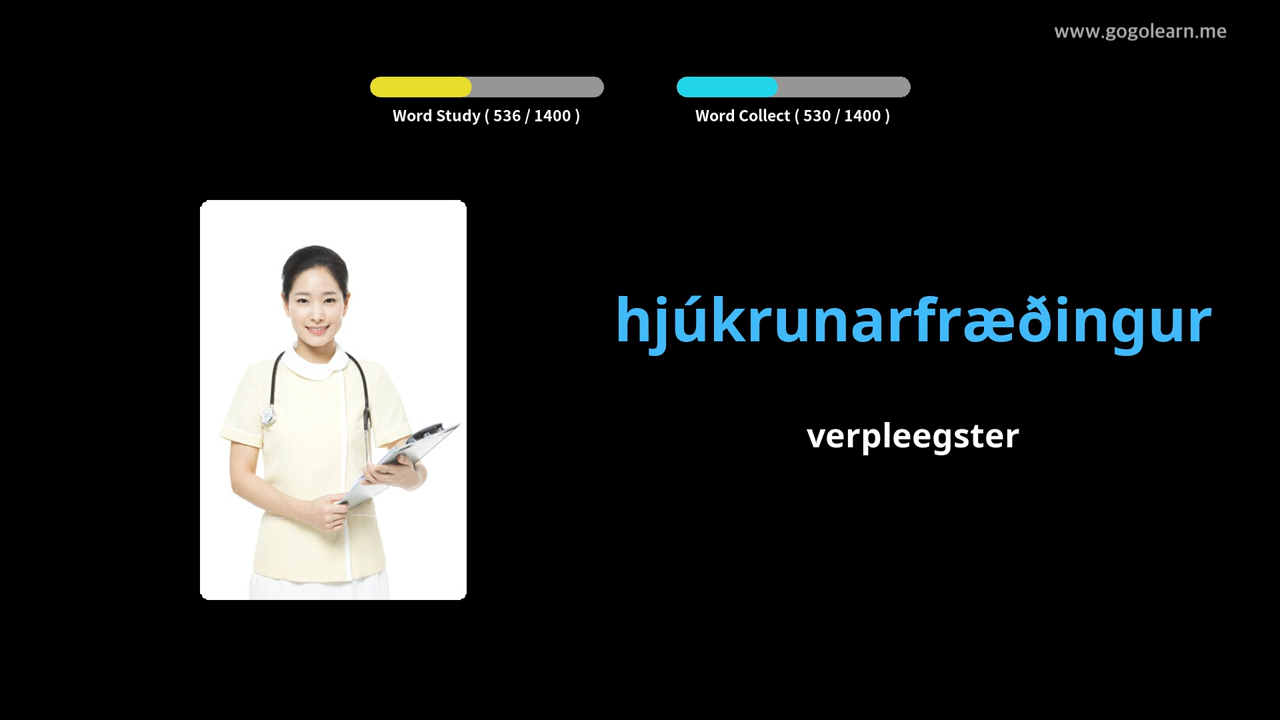 www.gogolearn.me
Word Study ( 536 / 1400 )
Word Collect ( 530 / 1400 )
hjúkrunarfræðingur
verpleegster